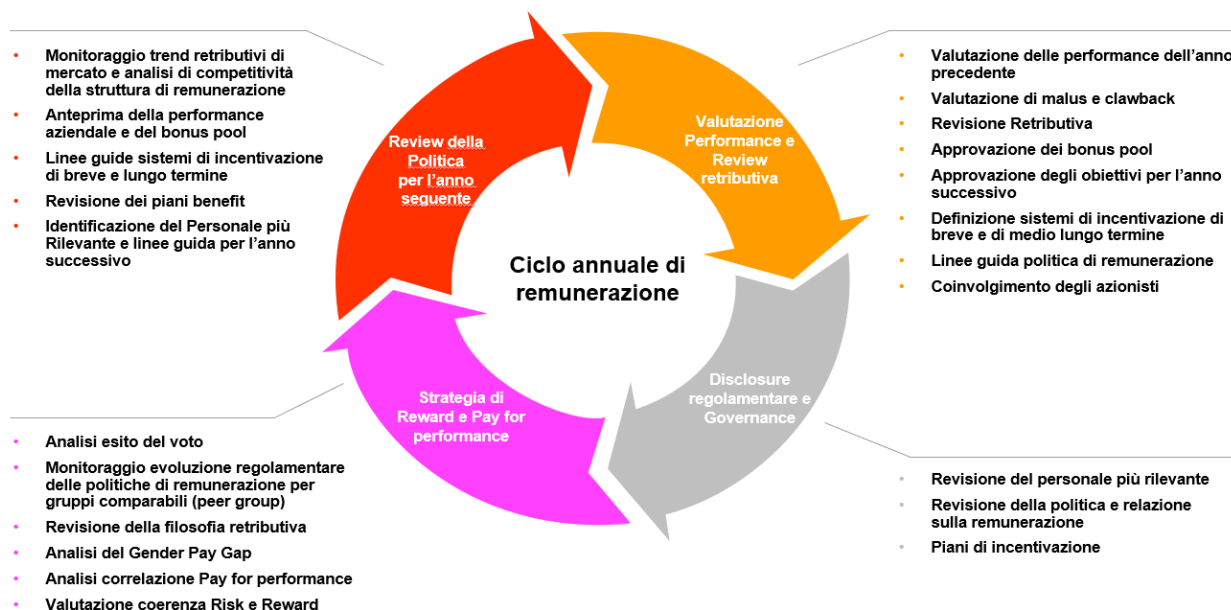 Monitoraggio trend retributivi di
mercato e analisi di competitività
della struttura di remunerazione
Anteprima della performance
aziendale e del bonus pool
Linee guide sistemi di incentivazione
di breve e lungo termine
Revisione dei piani benefit
Identificazione del Personale più
Rilevante e linee guida per l'anno
successivo
Review della
Politica
per l'anno
seguente
Valutazione
Performance e
Review
retributiva
Valutazione delle performance dell'anno
precedente
Valutazione di malus e clawback
Revisione Retributiva
Approvazione dei bonus pool
Approvazione degli obiettivi per l'anno
successivo
Definizione sistemi di incentivazione di
breve e di medio lungo termine
Linee guida politica di remunerazione
Coinvolgimento degli azionisti
Ciclo annuale di
remunerazione
Strategia di
Reward e Pay for
performance
Disclosure
regolamentare e
Governance
Analisi esito del voto
Monitoraggio evoluzione regolamentare
delle politiche di remunerazione per
gruppi comparabili (peer group)
Revisione della filosofia retributiva
Analisi del Gender Pay Gap
Analisi correlazione Pay for performance
Valutazione coerenza Risk e Reward
Revisione del personale più rilevante
Revisione della politica e relazione
sulla remunerazione
Piani di incentivazione